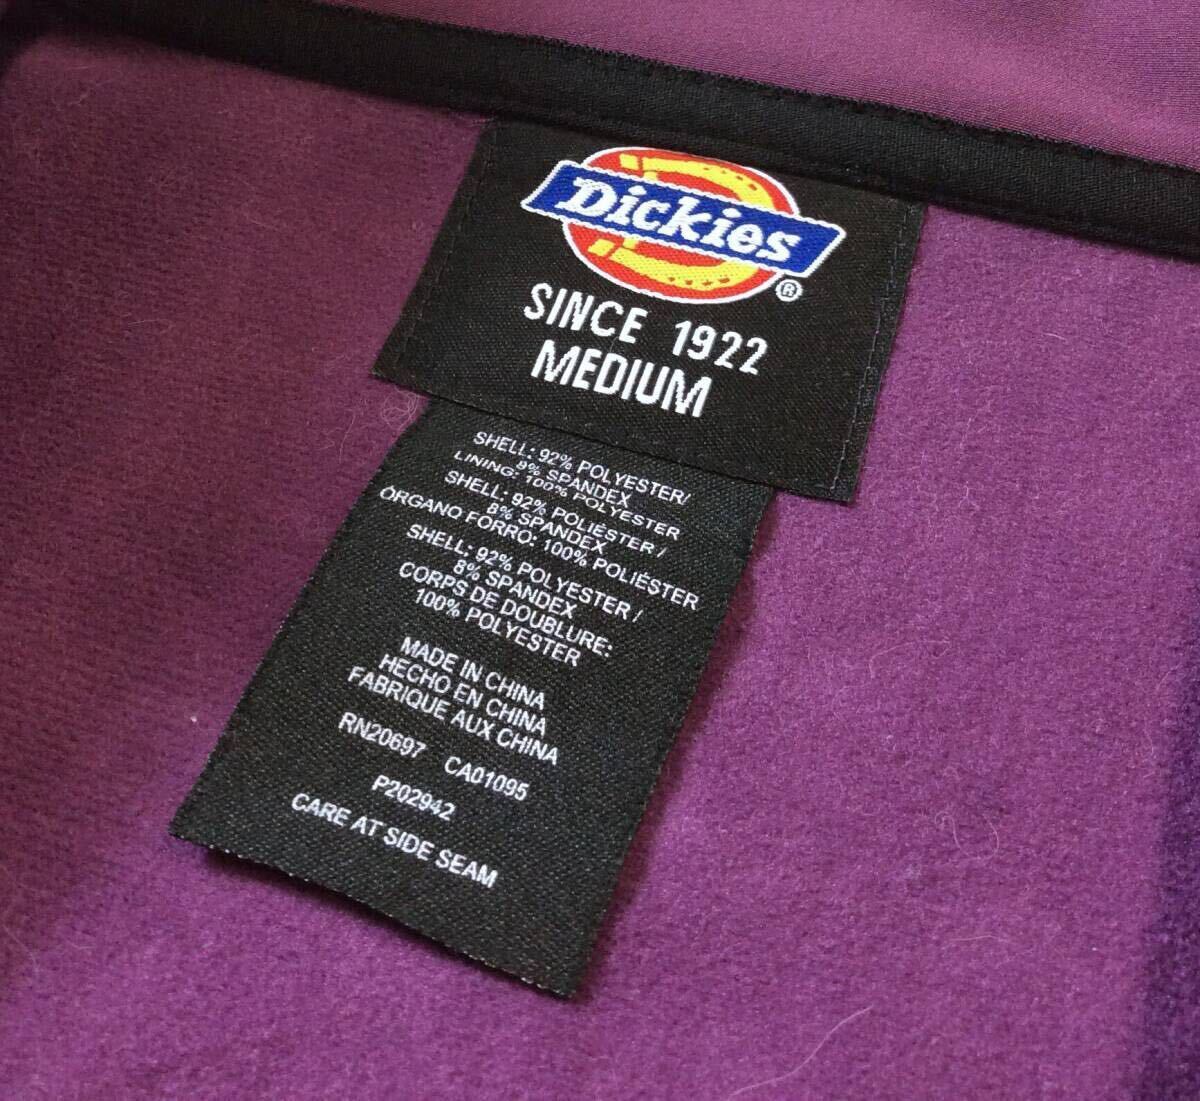 Dickies
®
SINCE 1922
MEDIUM
SHELL: 92% POLYESTER/
8% SPANDEX
LINING: 100% POLYESTER
SHELL: 92% POLIÉSTER /
8% SPANDEX
ÓRGANO FORRO: 100% POLIÉSTER
SHELL: 92% POLYESTER /
8% SPANDEX
CORPS DE DOUBLURE:
100% POLYESTER
MADE IN CHINA
HECHO EN CHINA
FABRIQUE AUX CHINA
RN20697 CA01095
P202942
CARE AT SIDE SEAM